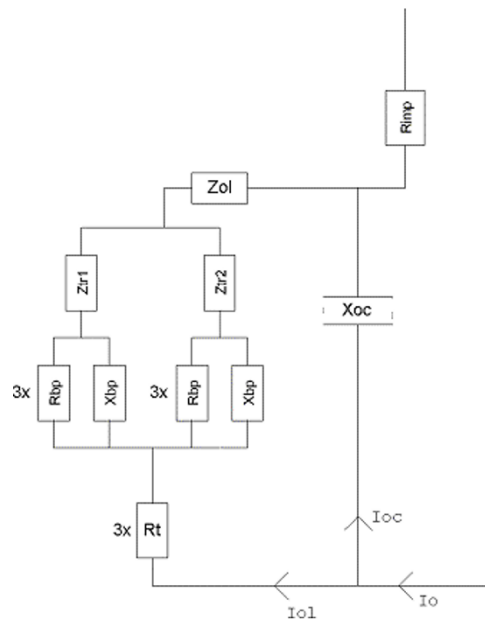 Rimp
Zol
Ztr1
Ztr2
Xoc
3x
Rbp
Xbp
3x
Rbp
Xbp
3x
Rt
Ioc
Iol
Io